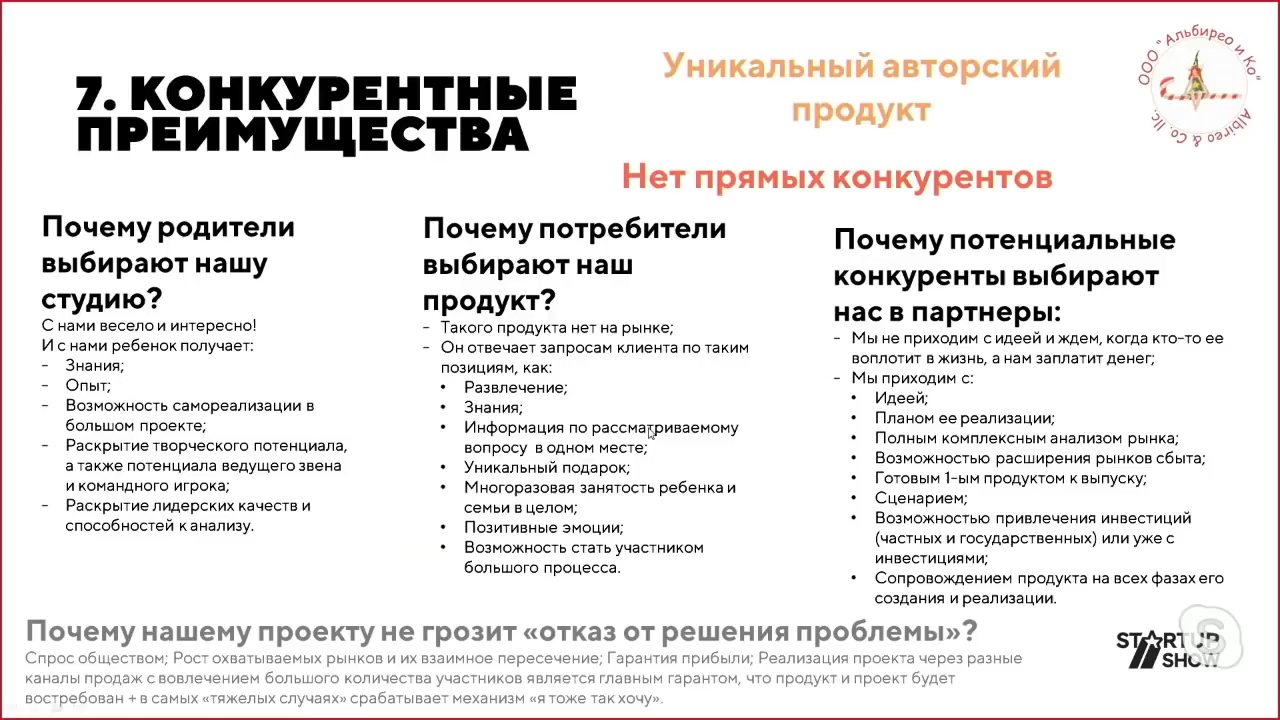 7. КОНКУРЕНТНЫЕ
ПРЕИМУЩЕСТВА
Уникальный авторский
продукт
Нет прямых конкурентов
ООО "Альбирео и Ко"
Albireo & Co. llc.
Почему родители
выбирают нашу
студию?
С нами весело и интересно!
И с нами ребенок получает:
- Знания;
- Опыт;
- Возможность самореализации в
большом проекте;
- Раскрытие творческого потенциала,
а также потенциала ведущего звена
и командного игрока;
- Раскрытие лидерских качеств и
способностей к анализу.
Почему потребители
выбирают наш
продукт?
- Такого продукта нет на рынке;
- Он отвечает запросам клиента по таким
позициям, как:
• Развлечение;
• Знания;
• Информация по рассматриваемому
вопросу в одном месте;
• Уникальный подарок;
• Многоразовая занятость ребенка и
семьи в целом;
• Позитивные эмоции;
• Возможность стать участником
большого процесса.
Почему потенциальные
конкуренты выбирают
нас в партнеры:
- Мы не приходим с идеей и ждем, когда кто-то ее
воплотит в жизнь, а нам заплатит денег;
- Мы приходим с:
• Идеей;
• Планом ее реализации;
• Полным комплексным анализом рынка;
• Возможностью расширения рынков сбыта;
• Готовым 1-ым продуктом к выпуску;
• Сценарием;
• Возможностью привлечения инвестиций
(частных и государственных) или уже с
инвестициями;
• Сопровождением продукта на всех фазах его
создания и реализации.
Почему нашему проекту не грозит «отказ от решения проблемы»?
Спрос обществом; Рост охватываемых рынков и их взаимное пересечение; Гарантия прибыли; Реализация проекта через разные
каналы продаж с вовлечением большого количества участников является главным гарантом, что продукт и проект будет
востребован + в самых «тяжелых случаях» срабатывает механизм «я тоже так хочу».
STARTUP
SHOW